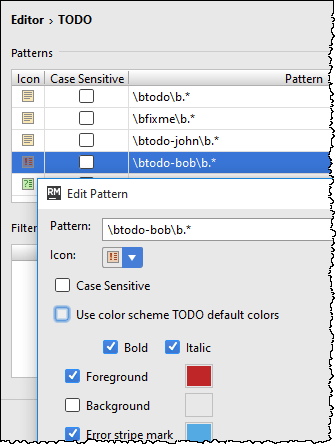 Editor › TODO
Patterns
Icon Case Sensitive Pattern
\btodo\b.*
\bfixme\b.*
\btodo-john\b.*
\btodo-bob\b.*
Filter
RM Edit Pattern
Pattern: \btodo-bob\b.*
Icon:
Case Sensitive
Use color scheme TODO default colors
Bold Italic
Foreground
Background
Error stripe mark